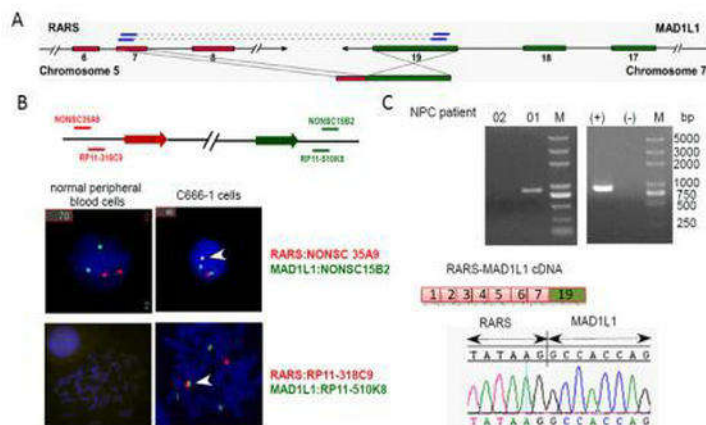 A
RARS
MAD1L1
6 7 8 19 18 17
Chromosome 5
Chromosome 7
B
NONSC35A9
RP11-318C9
NONSC15B2
RP11-510K8
normal peripheral
blood cells
C666-1 cells
RARS:NONSC 35A9
MAD1L1:NONSC15B2
RARS:RP11-318C9
MAD1L1:RP11-510K8
C
NPC patient 02 01 M (+) (-) M bp
5000
3000
2000
1000
750
500
250
RARS-MAD1L1 cDNA
1 2 3 4 5 6 7 19
RARS MAD1L1
T A T A A G G C C A C C A G
T A T A A G G C C A C C A G